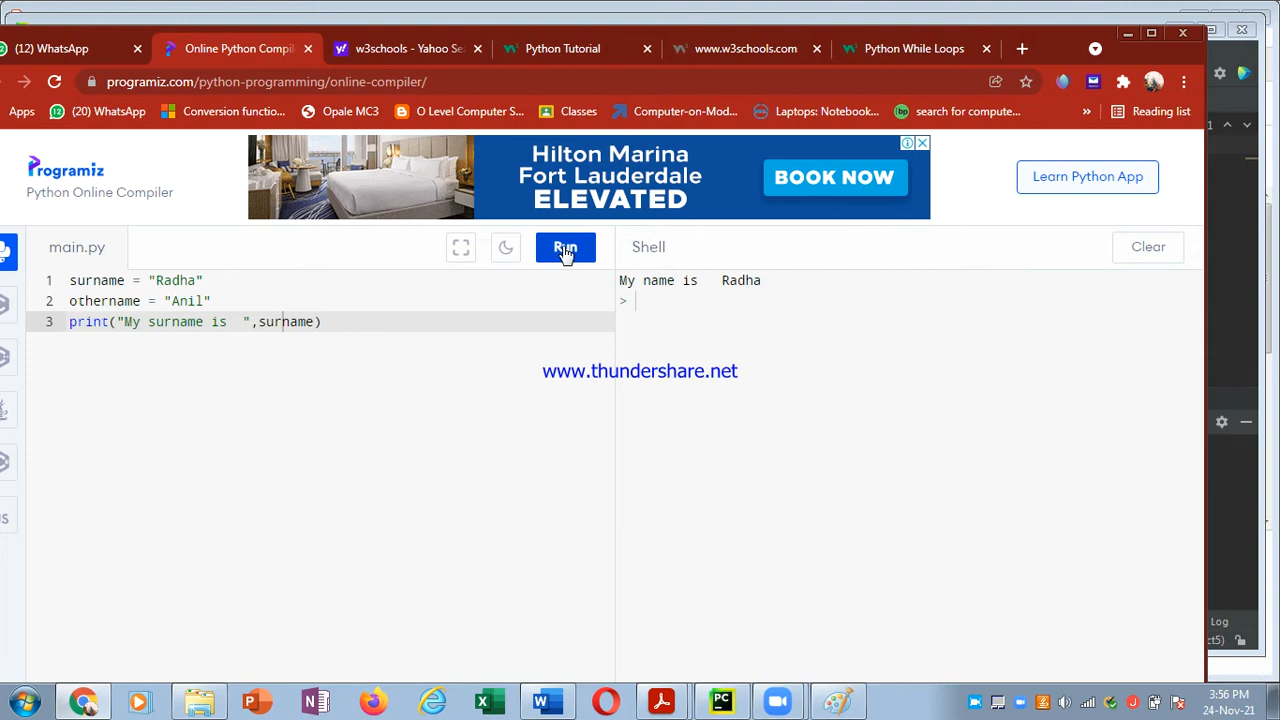 (12) WhatsApp
Online Python Compil
w3schools - Yahoo Se
Python Tutorial
www.w3schools.com
Python While Loops
programiz.com/python-programming/online-compiler/
Apps
(20) WhatsApp
Conversion functio...
Opale MC3
O Level Computer S...
Classes
Computer-on-Mod...
Laptops: Notebook...
search for compute...
»
Reading list
1
Programiz
Python Online Compiler
Hilton Marina
Fort Lauderdale
ELEVATED
BOOK NOW
Learn Python App
main.py
Run
Shell
Clear
1 surname = "Radha"
2 othername = "Anil"
3 print("My surname is  ",surname)
My name is   Radha
>
www.thundershare.net
JS
Log
ct5)
3:56 PM
24-Nov-21